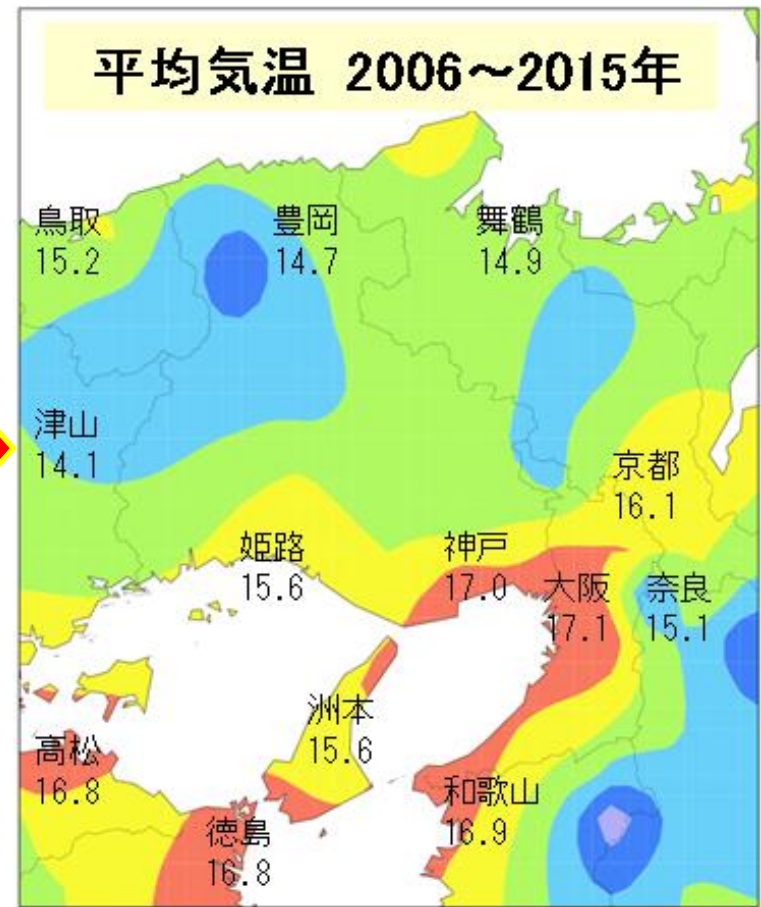 平均気温 2006～2015年
鳥取
15.2
豊岡
14.7
舞鶴
14.9
津山
14.1
京都
16.1
姫路
15.6
神戸
17.0
大阪
17.1
奈良
15.1
洲本
15.6
高松
16.8
和歌山
16.9
徳島
16.8